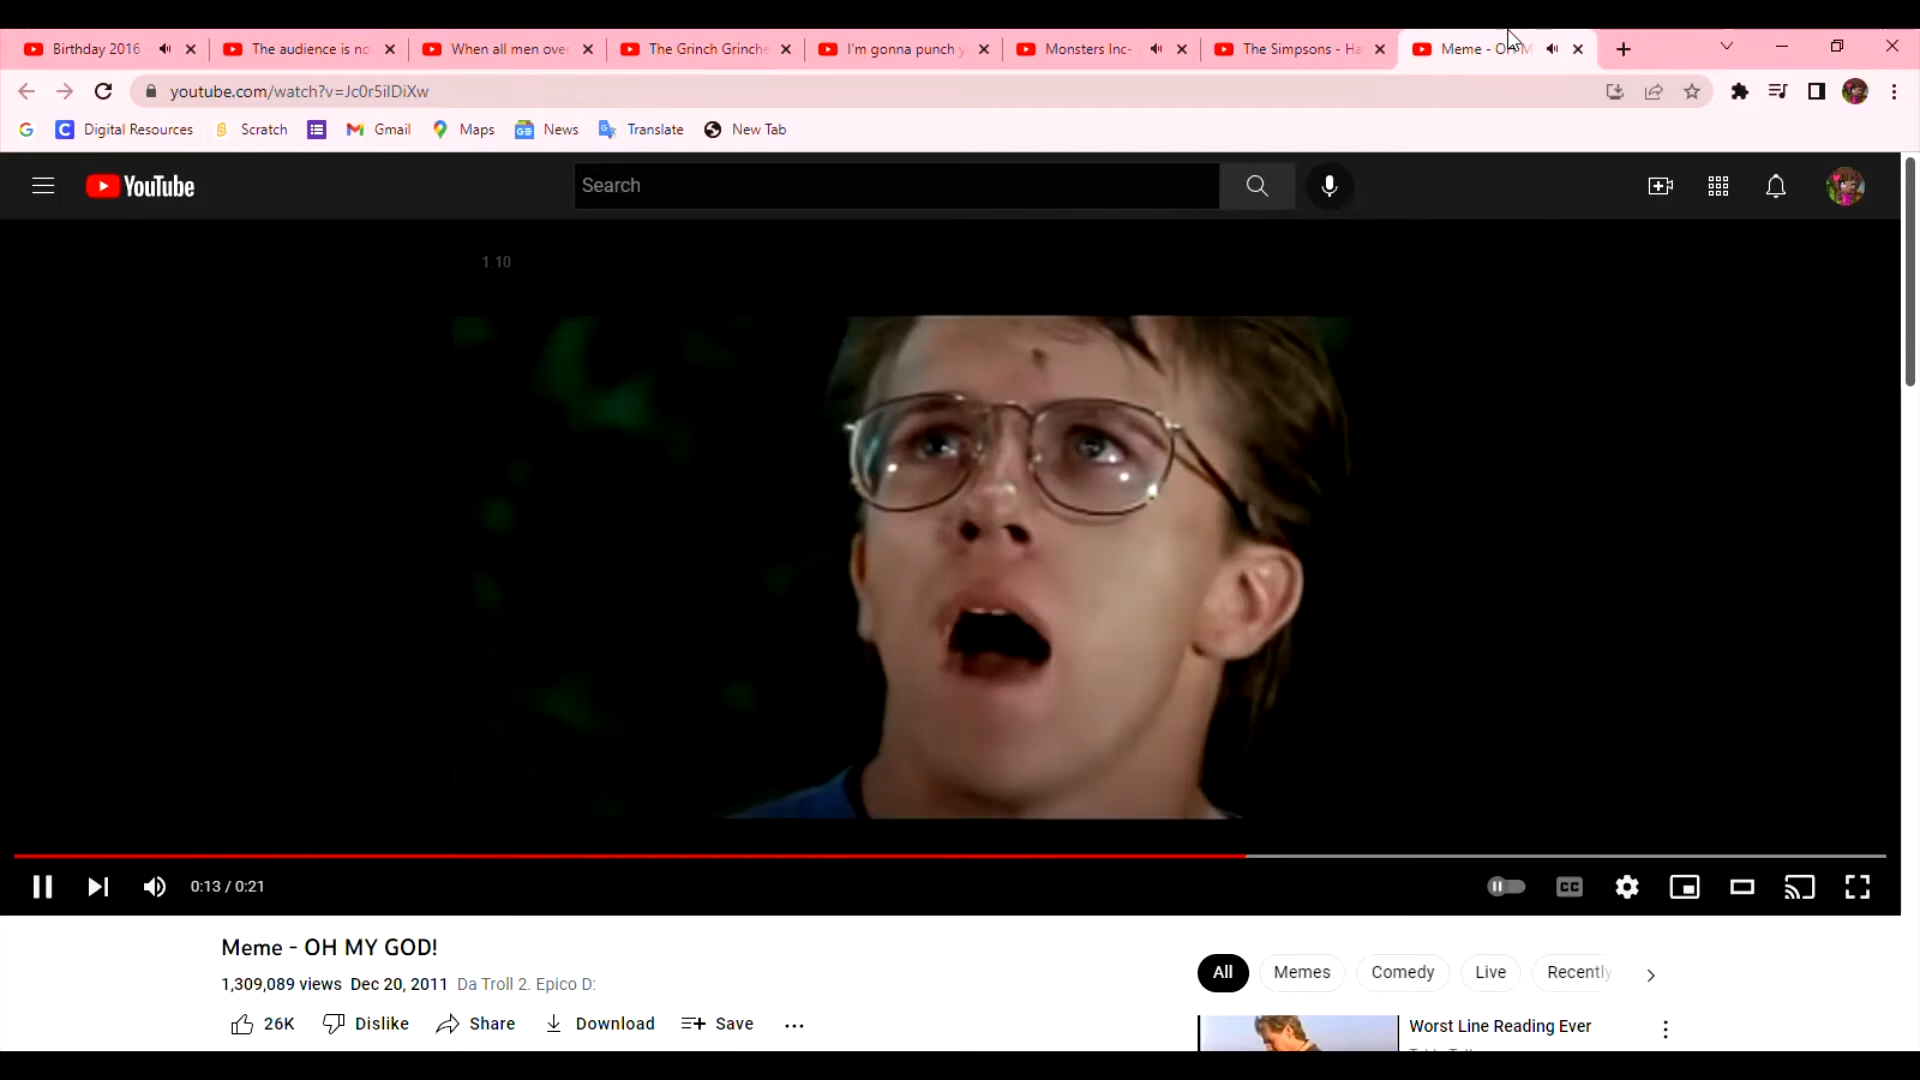 Birthday 2016
The audience is no
When all men over
The Grinch Grinche
I'm gonna punch y
Monsters Inc-
The Simpsons - Ha
Meme - OH M
youtube.com/watch?v=Jc0r5ilDiXw
Digital Resources
Scratch
Gmail
Maps
News
Translate
New Tab
YouTube
Search
1.10
0:13 / 0:21
CC
Meme - OH MY GOD!
1,309,089 views Dec 20, 2011 Da Troll 2. Epico D:
26K
Dislike
Share
Download
Save
All
Memes
Comedy
Live
Recently
Worst Line Reading Ever